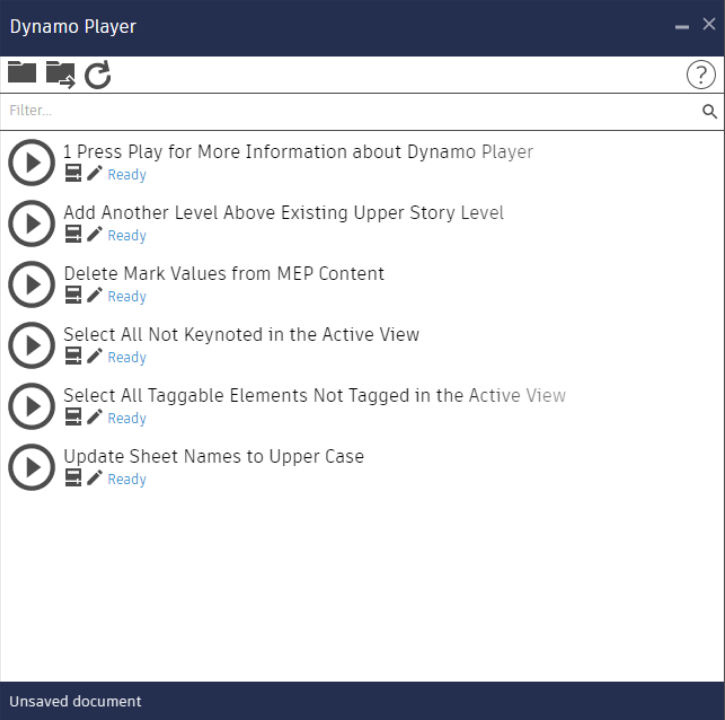 Dynamo Player
Filter...
1 Press Play for More Information about Dynamo Player
Ready
Add Another Level Above Existing Upper Story Level
Ready
Delete Mark Values from MEP Content
Ready
Select All Not Keynoted in the Active View
Ready
Select All Taggable Elements Not Tagged in the Active View
Ready
Update Sheet Names to Upper Case
Ready
Unsaved document